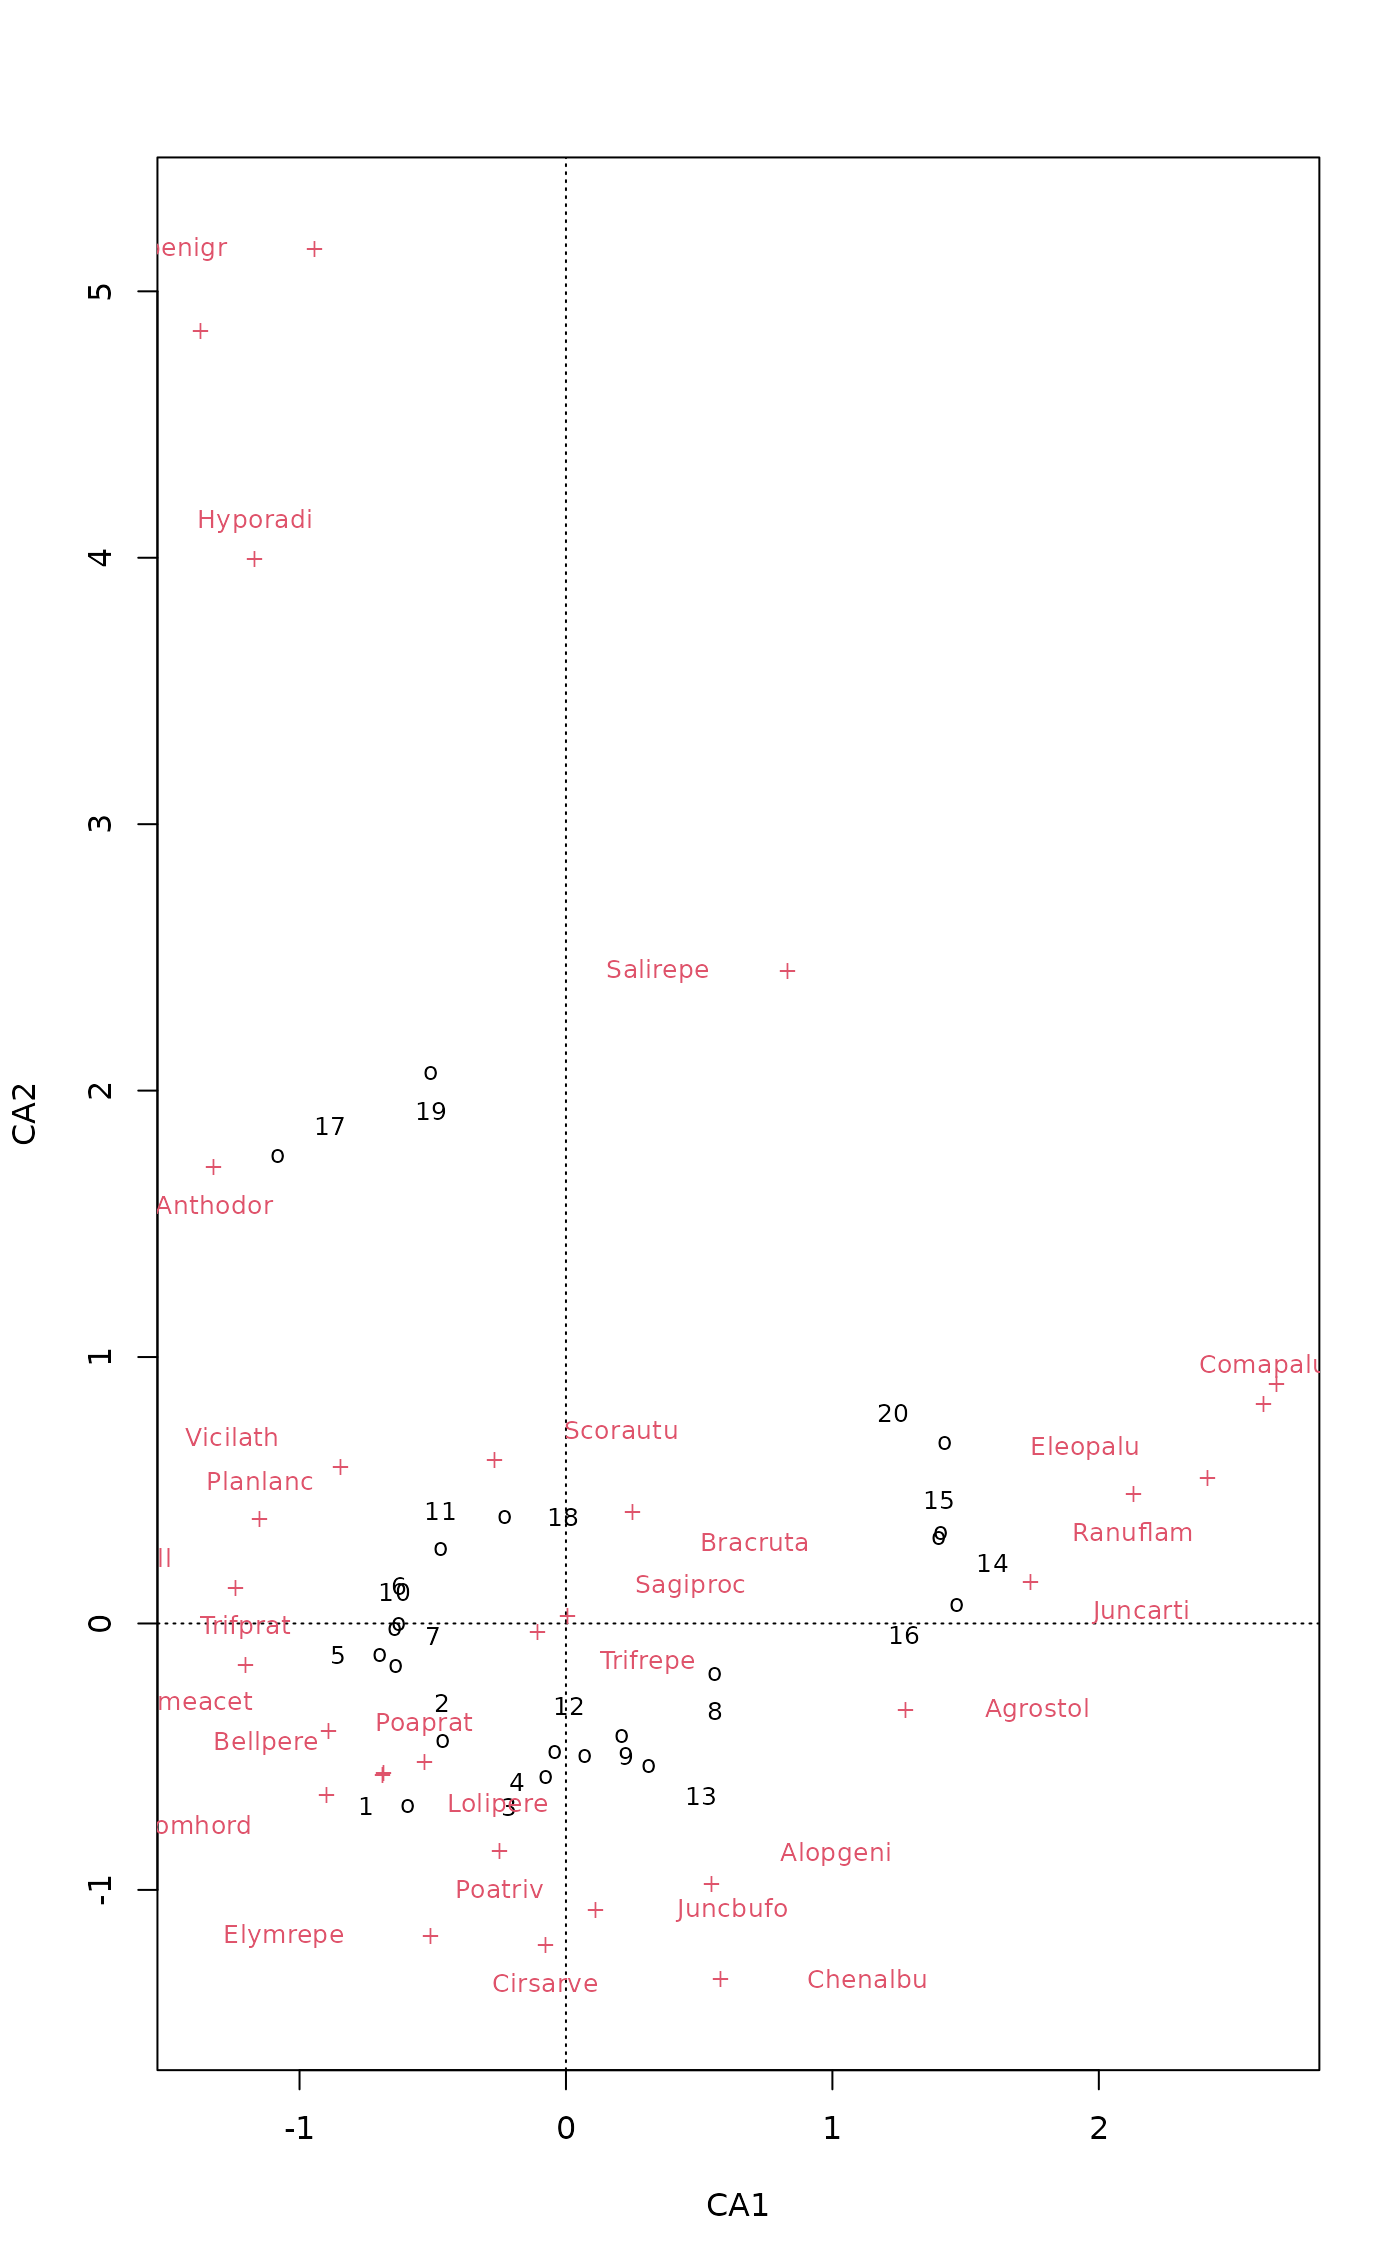 enigr
5
Hyporadi
4
3
Salirepe
2
19
17
CA2
Anthodor
1
Comapalu
20
Scorautu
Vicilath
Eleopalu
Planlanc
15
11
18
Ranuflam
Bracruta
ll
14
6
Sagiproc
10
Juncarti
0
Trifprat
16
7
5
Trifrepe
meacet
2
12
Agrostol
8
Poaprat
Bellpere
9
4
13
Lolipere
3
1
omhord
Alopgeni
-1
Poatriv
Juncbufo
Elymrepe
Chenalbu
Cirsarve
-1 0 1 2
CA1